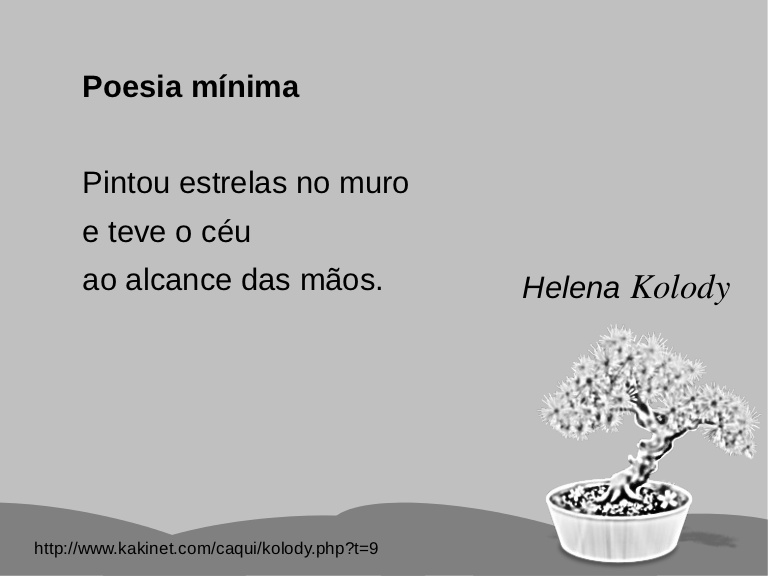 Poesia mínima
Pintou estrelas no muro
e teve o céu
ao alcance das mãos.
Helena Kolody
http://www.kakinet.com/caqui/kolody.php?t=9